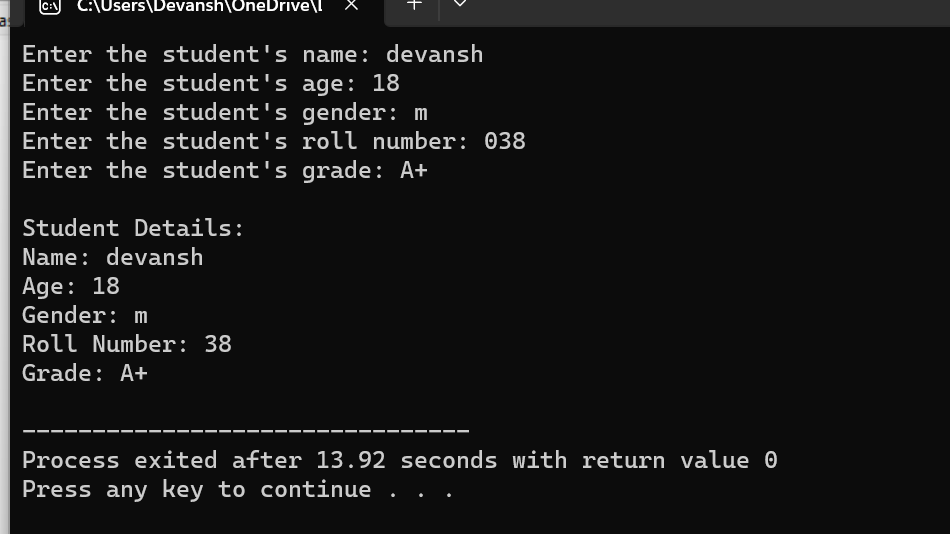 C:\Users\Devansh\OneDrive\
Enter the student's name: devansh
Enter the student's age: 18
Enter the student's gender: m
Enter the student's roll number: 038
Enter the student's grade: A+
Student Details:
Name: devansh
Age: 18
Gender: m
Roll Number: 38
Grade: A+
--------------------------------
Process exited after 13.92 seconds with return value 0
Press any key to continue . . .